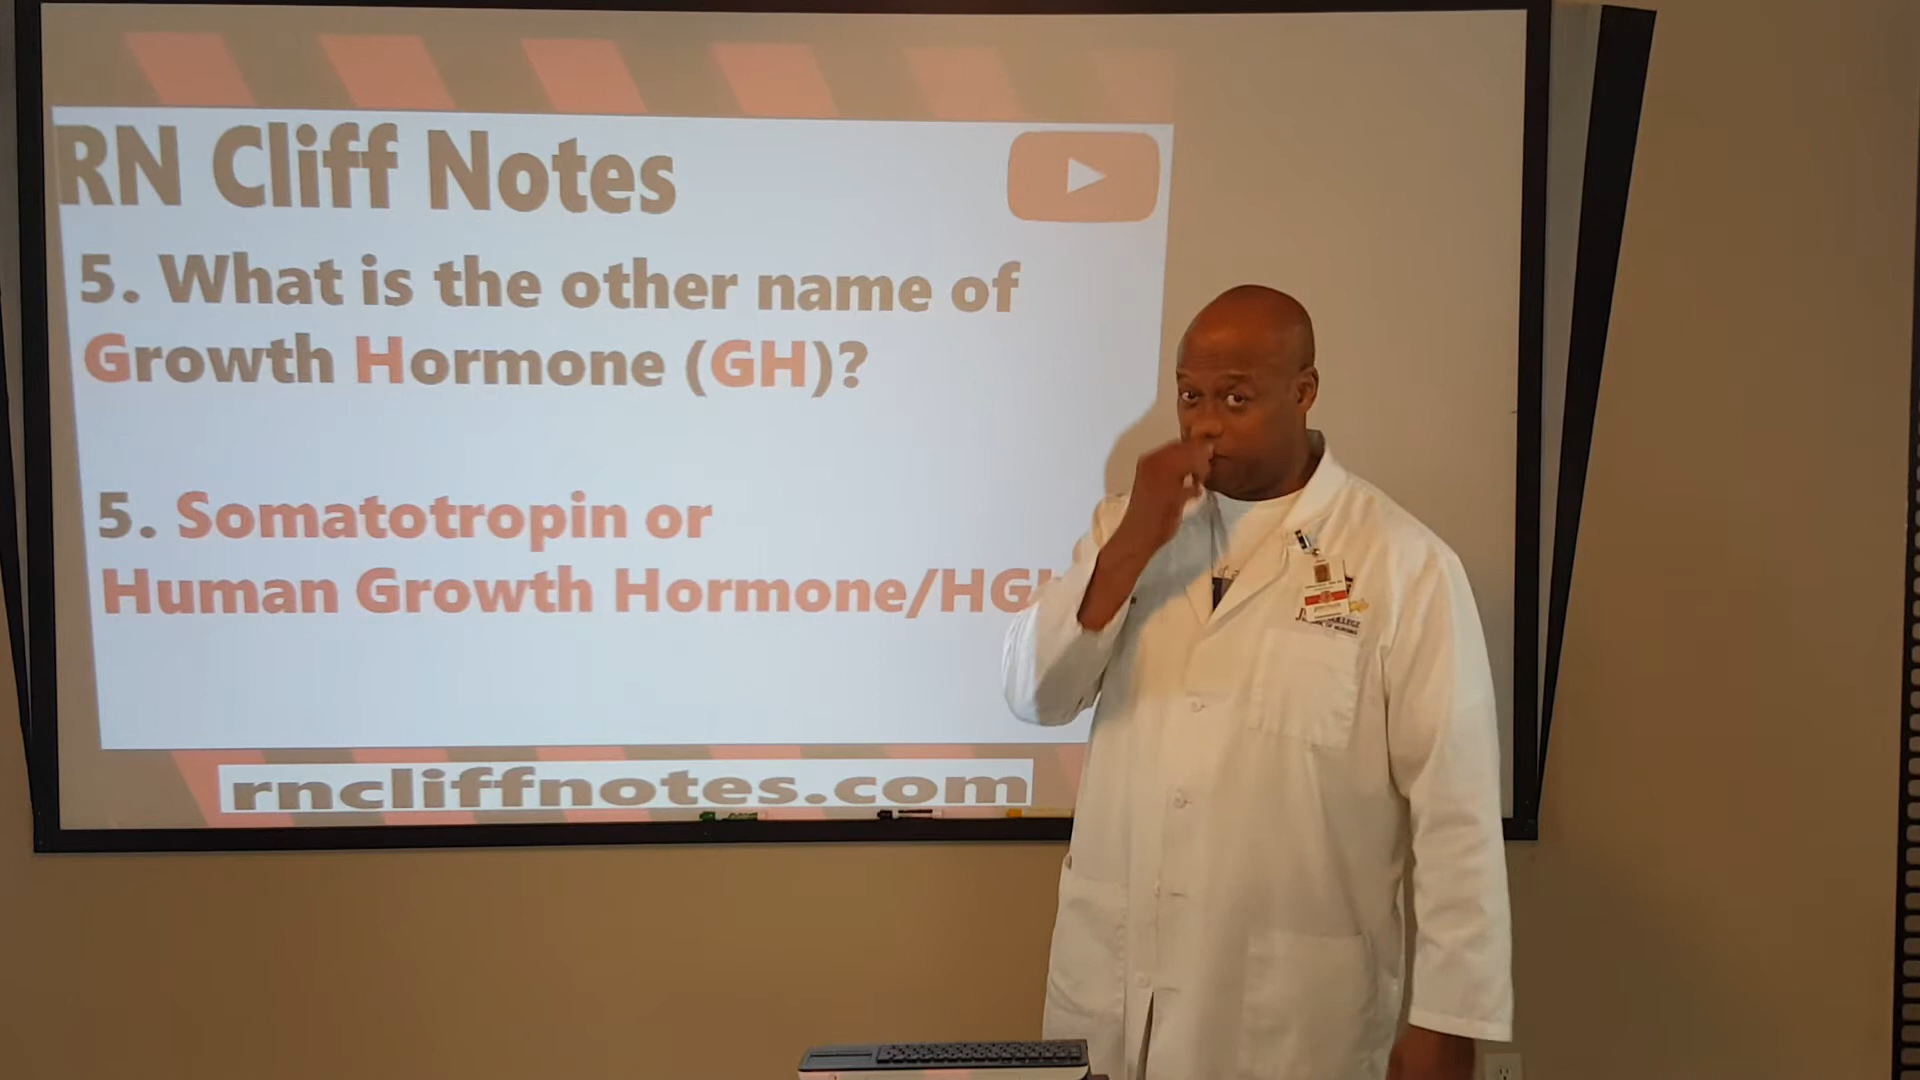 RN Cliff Notes
5. What is the other name of
Growth Hormone (GH)?
5. Somatotropin or
Human Growth Hormone/HG
rncliffnotes.com